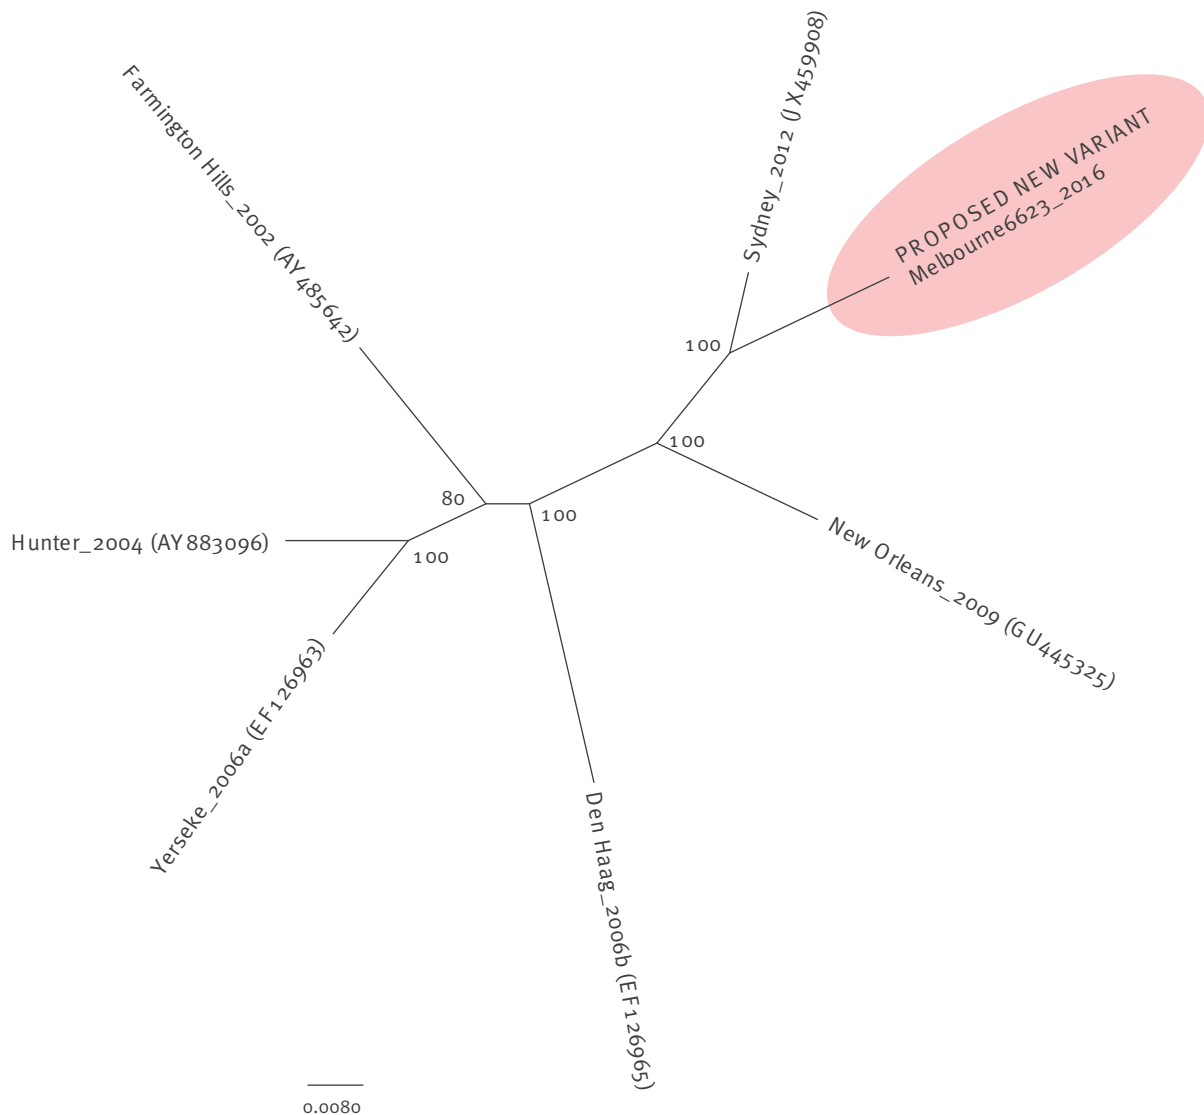 Farmington Hills_2002 (AY485642)
Sydney_2012 (JX459908)
PROPOSED NEW VARIANT
Melbourne6623_2016
100
100
80
100
Hunter_2004 (AY883096)
100
New Orleans_2009 (GU445325)
Yerseke_2006a (EF126963)
Den Haag_2006b (EF126965)
0.0080